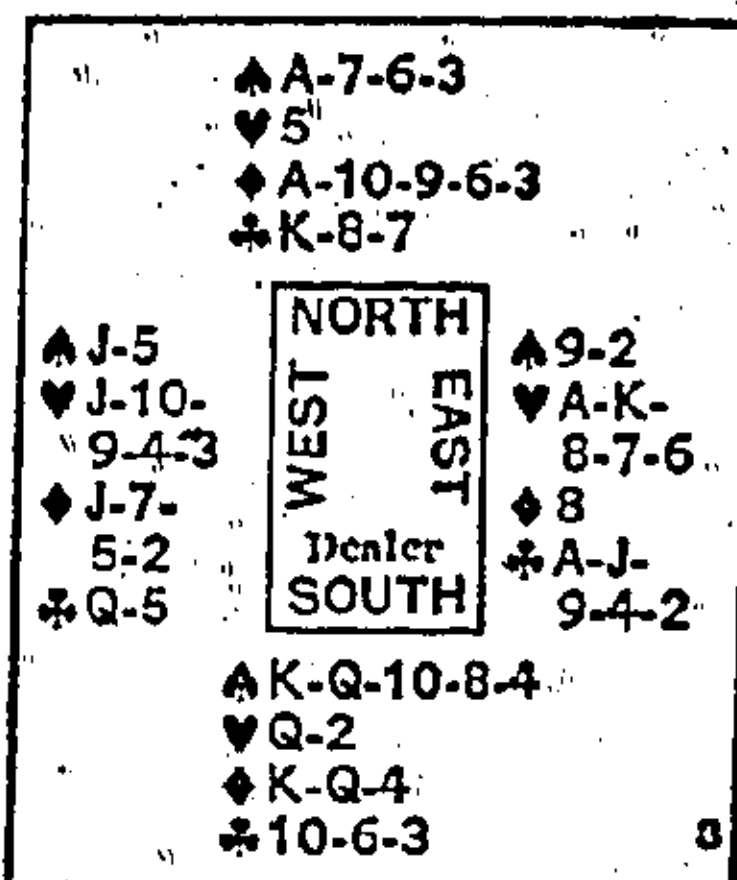 ♠ A-7-6-3
♥ 5
♦ A-10-9-6-3
♣ K-8-7
♠ J-5
♥ J-10-
9-4-3
♦ J-7-
5-2
♣ Q-5
NORTH
WEST
EAST
Dealer
SOUTH
♠ 9-2
♥ A-K-
8-7-6
♦ 8
♣ A-J-
9-4-2
♠ K-Q-10-8-4
♥ Q-2
♦ K-Q-4
♣ 10-6-3
8